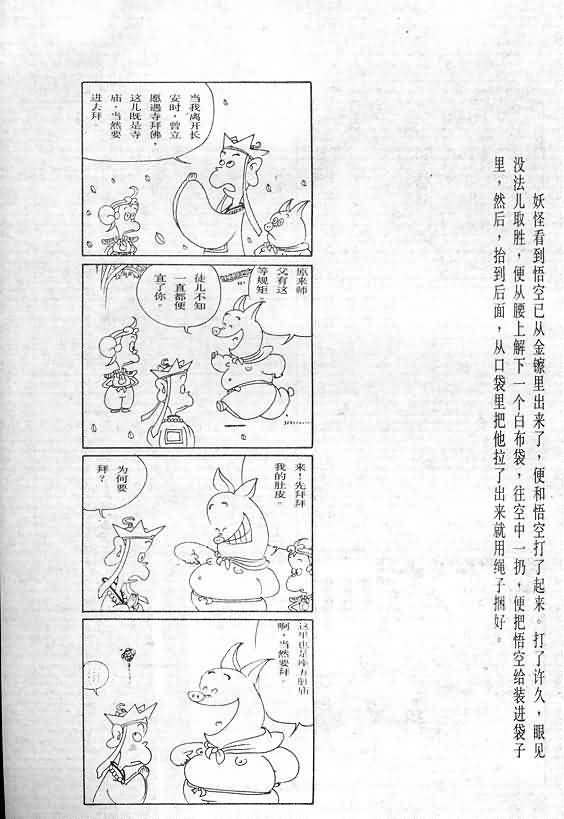 妖怪看到悟空已从金镲里出来了，便和悟空打了起来。打了许久，眼见
没法儿取胜，便从腰上解下一个白布袋，往空中一扔，便把悟空给装进袋子
里，然后，抬到后面，从口袋里把他拉了出来就用绳子捆好。
当我离开长
安时，曾立
愿遇寺拜佛，
这儿既是寺
庙，当然要
进去拜。
原来师
父有这
等规矩。
徒儿不知
一直都便
宜了你。
来！先拜拜
我的肚皮。
为何要
拜？
这里也是座五脏庙
啊，当然要拜。
……